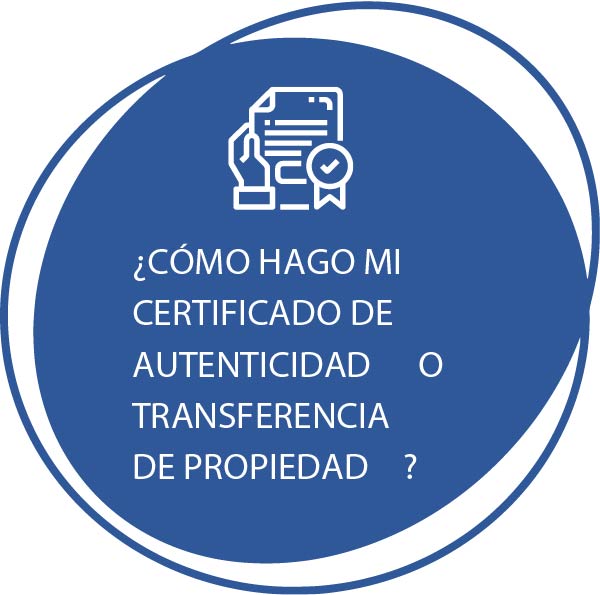 ¿CÓMO HAGO MI
CERTIFICADO DE
AUTENTICIDAD O
TRANSFERENCIA
DE PROPIEDAD ?